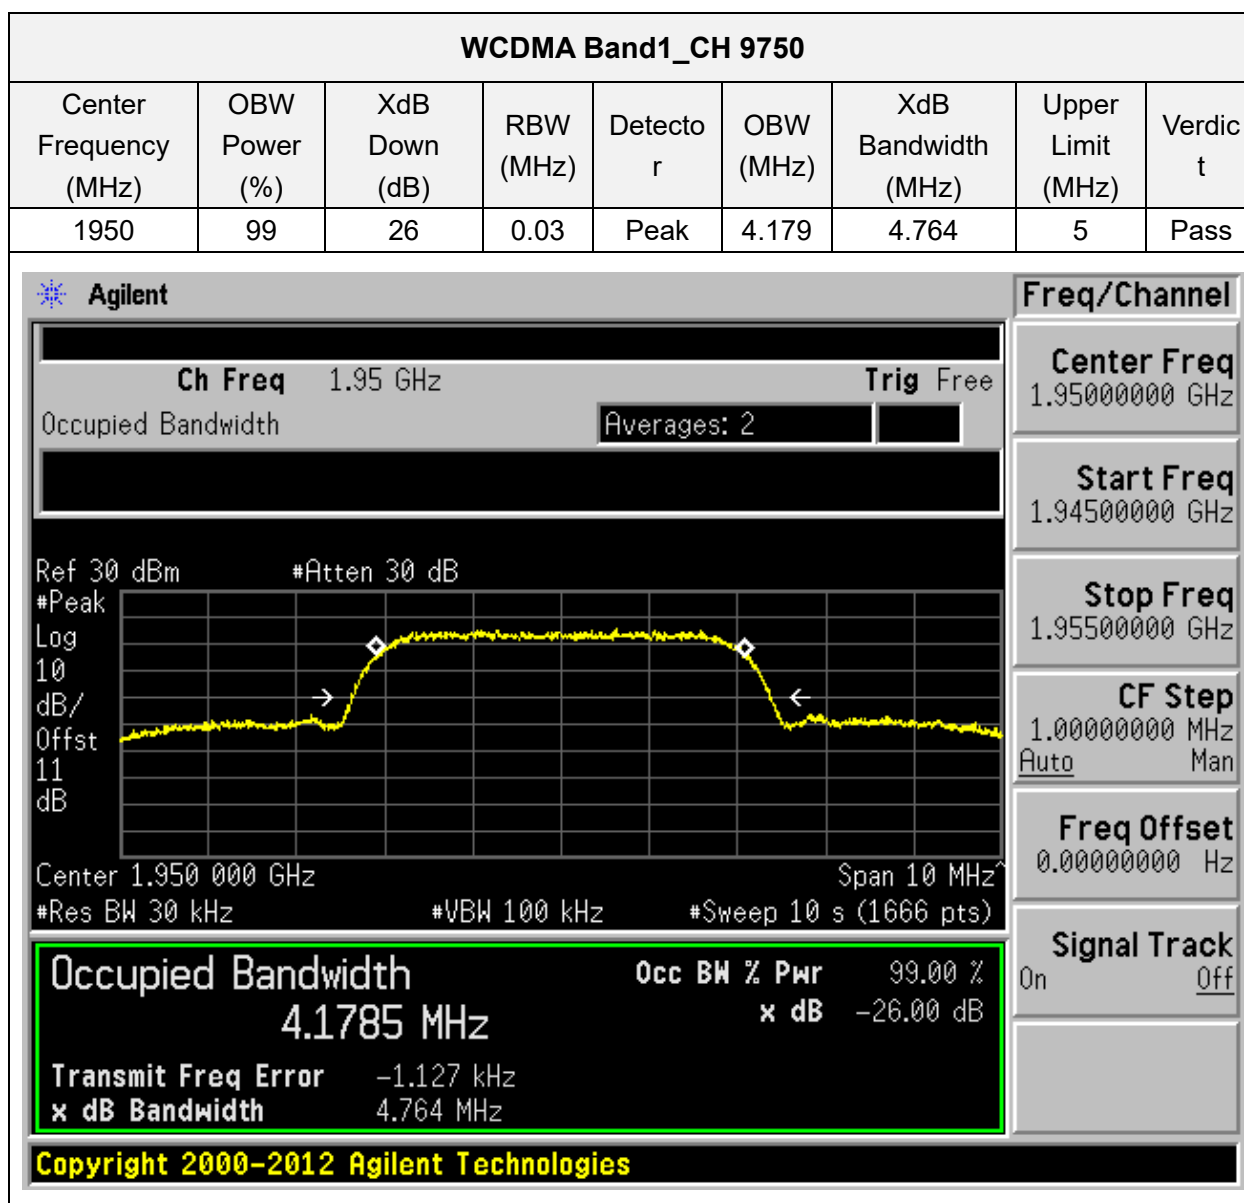 WCDMA Band1_CH 9750
Center Frequency (MHz) OBW Power (%) XdB Down (dB) RBW (MHz) Detecto r OBW (MHz) XdB Bandwidth (MHz) Upper Limit (MHz) Verdic t
1950 99 26 0.03 Peak 4.179 4.764 5 Pass
Agilent
Ch Freq 1.95 GHz Trig Free
Occupied Bandwidth Averages: 2
Ref 30 dBm #Atten 30 dB
#Peak
Log
10
dB/
Offst
11
dB
Center 1.950 000 GHz Span 10 MHz^
#Res BW 30 kHz #VBW 100 kHz #Sweep 10 s (1666 pts)
Occupied Bandwidth Occ BW % Pwr 99.00 %
4.1785 MHz x dB -26.00 dB
Transmit Freq Error -1.127 kHz
x dB Bandwidth 4.764 MHz
Copyright 2000-2012 Agilent Technologies
Freq/Channel
Center Freq
1.95000000 GHz
Start Freq
1.94500000 GHz
Stop Freq
1.95500000 GHz
CF Step
1.00000000 MHz
Auto Man
Freq Offset
0.00000000 Hz
Signal Track
On Off